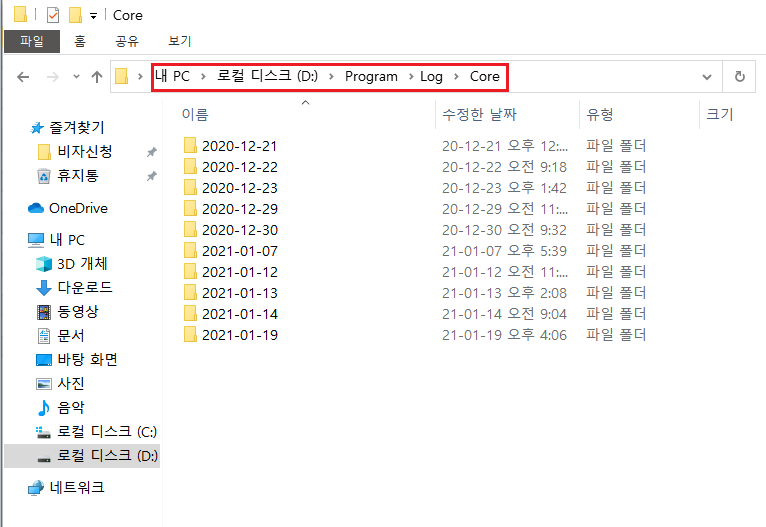 Core
파일 홈 공유 보기
내 PC > 로컬 디스크 (D:) > Program > Log > Core
이름 수정한 날짜 유형 크기
즐겨찾기
비자신청
휴지통
OneDrive
내 PC
3D 개체
다운로드
동영상
문서
바탕 화면
사진
음악
로컬 디스크 (C:)
로컬 디스크 (D:)
네트워크
2020-12-21 20-12-21 오후 12:... 파일 폴더
2020-12-22 20-12-22 오전 9:18 파일 폴더
2020-12-23 20-12-23 오후 1:42 파일 폴더
2020-12-29 20-12-29 오전 11:... 파일 폴더
2020-12-30 20-12-30 오전 9:32 파일 폴더
2021-01-07 21-01-07 오후 5:39 파일 폴더
2021-01-12 21-01-12 오전 11:... 파일 폴더
2021-01-13 21-01-13 오후 2:08 파일 폴더
2021-01-14 21-01-14 오전 9:04 파일 폴더
2021-01-19 21-01-19 오후 4:06 파일 폴더